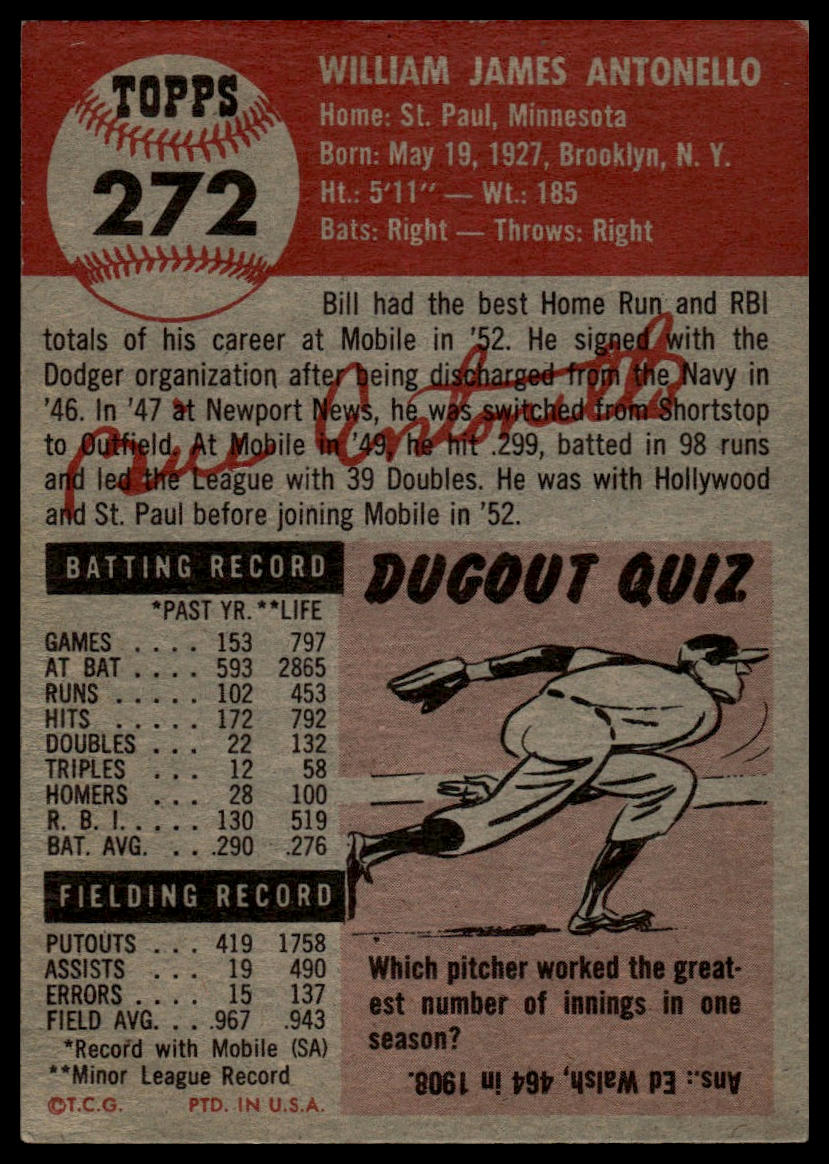 TOPPS
272
WILLIAM JAMES ANTONELLO
Home: St. Paul, Minnesota
Born: May 19, 1927, Brooklyn, N. Y.
Ht.: 5'11" — Wt.: 185
Bats: Right — Throws: Right
Bill had the best Home Run and RBI
totals of his career at Mobile in '52. He signed with the
Dodger organization after being discharged from the Navy in
'46. In '47 at Newport News, he was switched from Shortstop
to Outfield. At Mobile in '49, he hit .299, batted in 98 runs
and led the League with 39 Doubles. He was with Hollywood
and St. Paul before joining Mobile in '52.
Bill Antonello
BATTING RECORD
*PAST YR. **LIFE
GAMES . . . . 153 797
AT BAT . . . . 593 2865
RUNS . . . . . 102 453
HITS . . . . . 172 792
DOUBLES . . . 22 132
TRIPLES . . . 12 58
HOMERS . . . 28 100
R. B. I. . . . . . 130 519
BAT. AVG. . . .290 .276
FIELDING RECORD
PUTOUTS . . . 419 1758
ASSISTS . . . 19 490
ERRORS . . . . 15 137
FIELD AVG. . . .967 .943
*Record with Mobile (SA)
**Minor League Record
©T.C.G. PTD. IN U.S.A.
DUGOUT QUIZ
Which pitcher worked the great-
est number of innings in one
season?
Ans.: Ed Walsh, 464 in 1908.